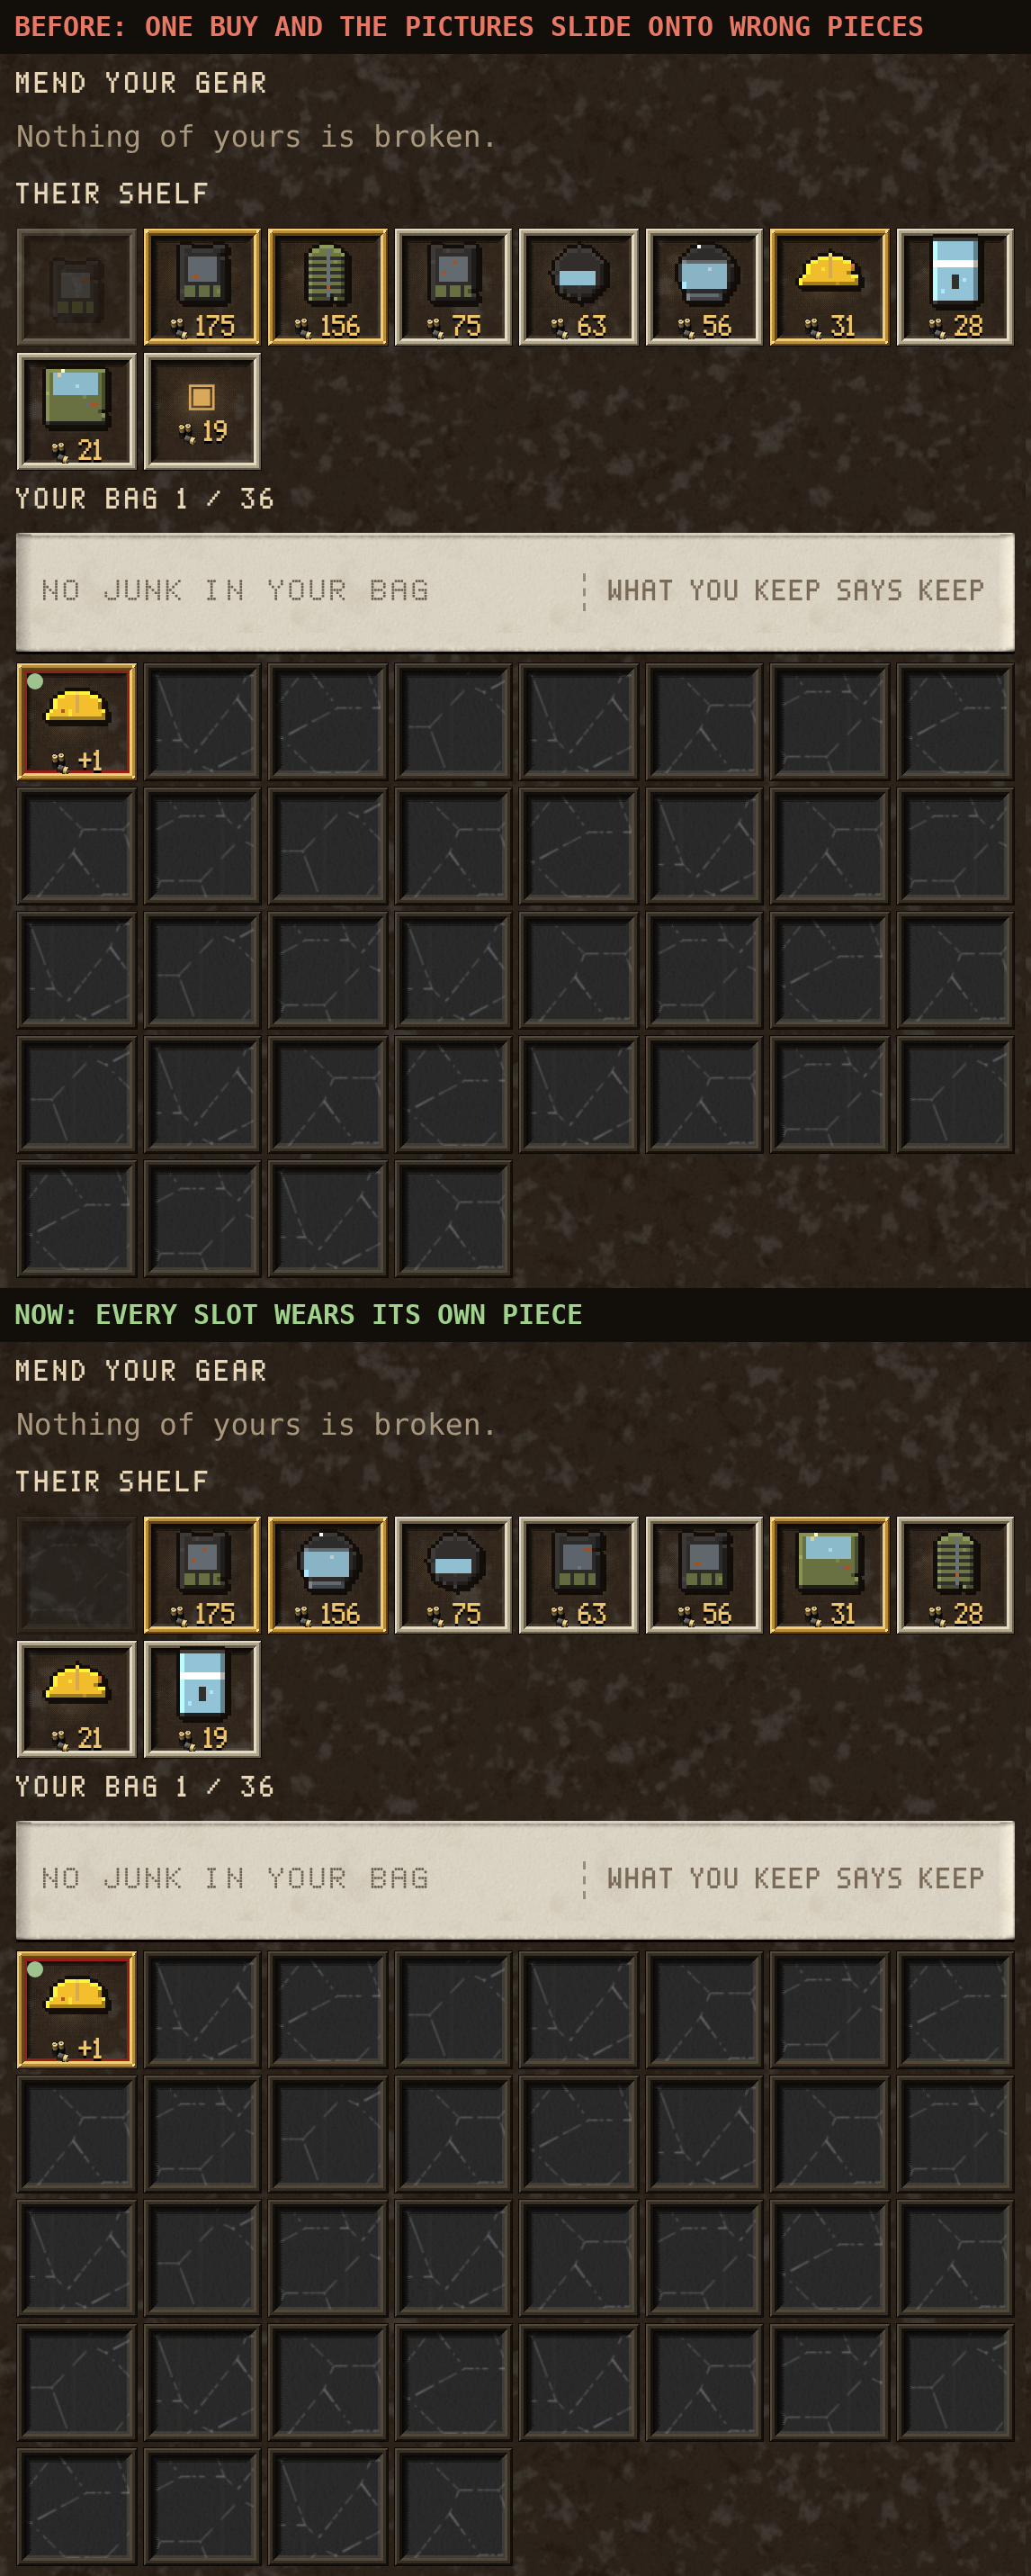 BEFORE: ONE BUY AND THE PICTURES SLIDE ONTO WRONG PIECES
MEND YOUR GEAR
Nothing of yours is broken.
THEIR SHELF
175 156 75 63 56 31 28
21 19
YOUR BAG 1 / 36
NO JUNK IN YOUR BAG WHAT YOU KEEP SAYS KEEP
+1
NOW: EVERY SLOT WEARS ITS OWN PIECE
MEND YOUR GEAR
Nothing of yours is broken.
THEIR SHELF
175 156 75 63 56 31 28
21 19
YOUR BAG 1 / 36
NO JUNK IN YOUR BAG WHAT YOU KEEP SAYS KEEP
+1